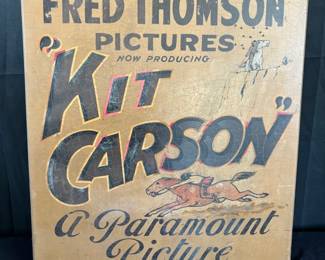 FRED THOMSON
PICTURES
NOW PRODUCING
"KIT
CARSON"
a Paramount
Picture